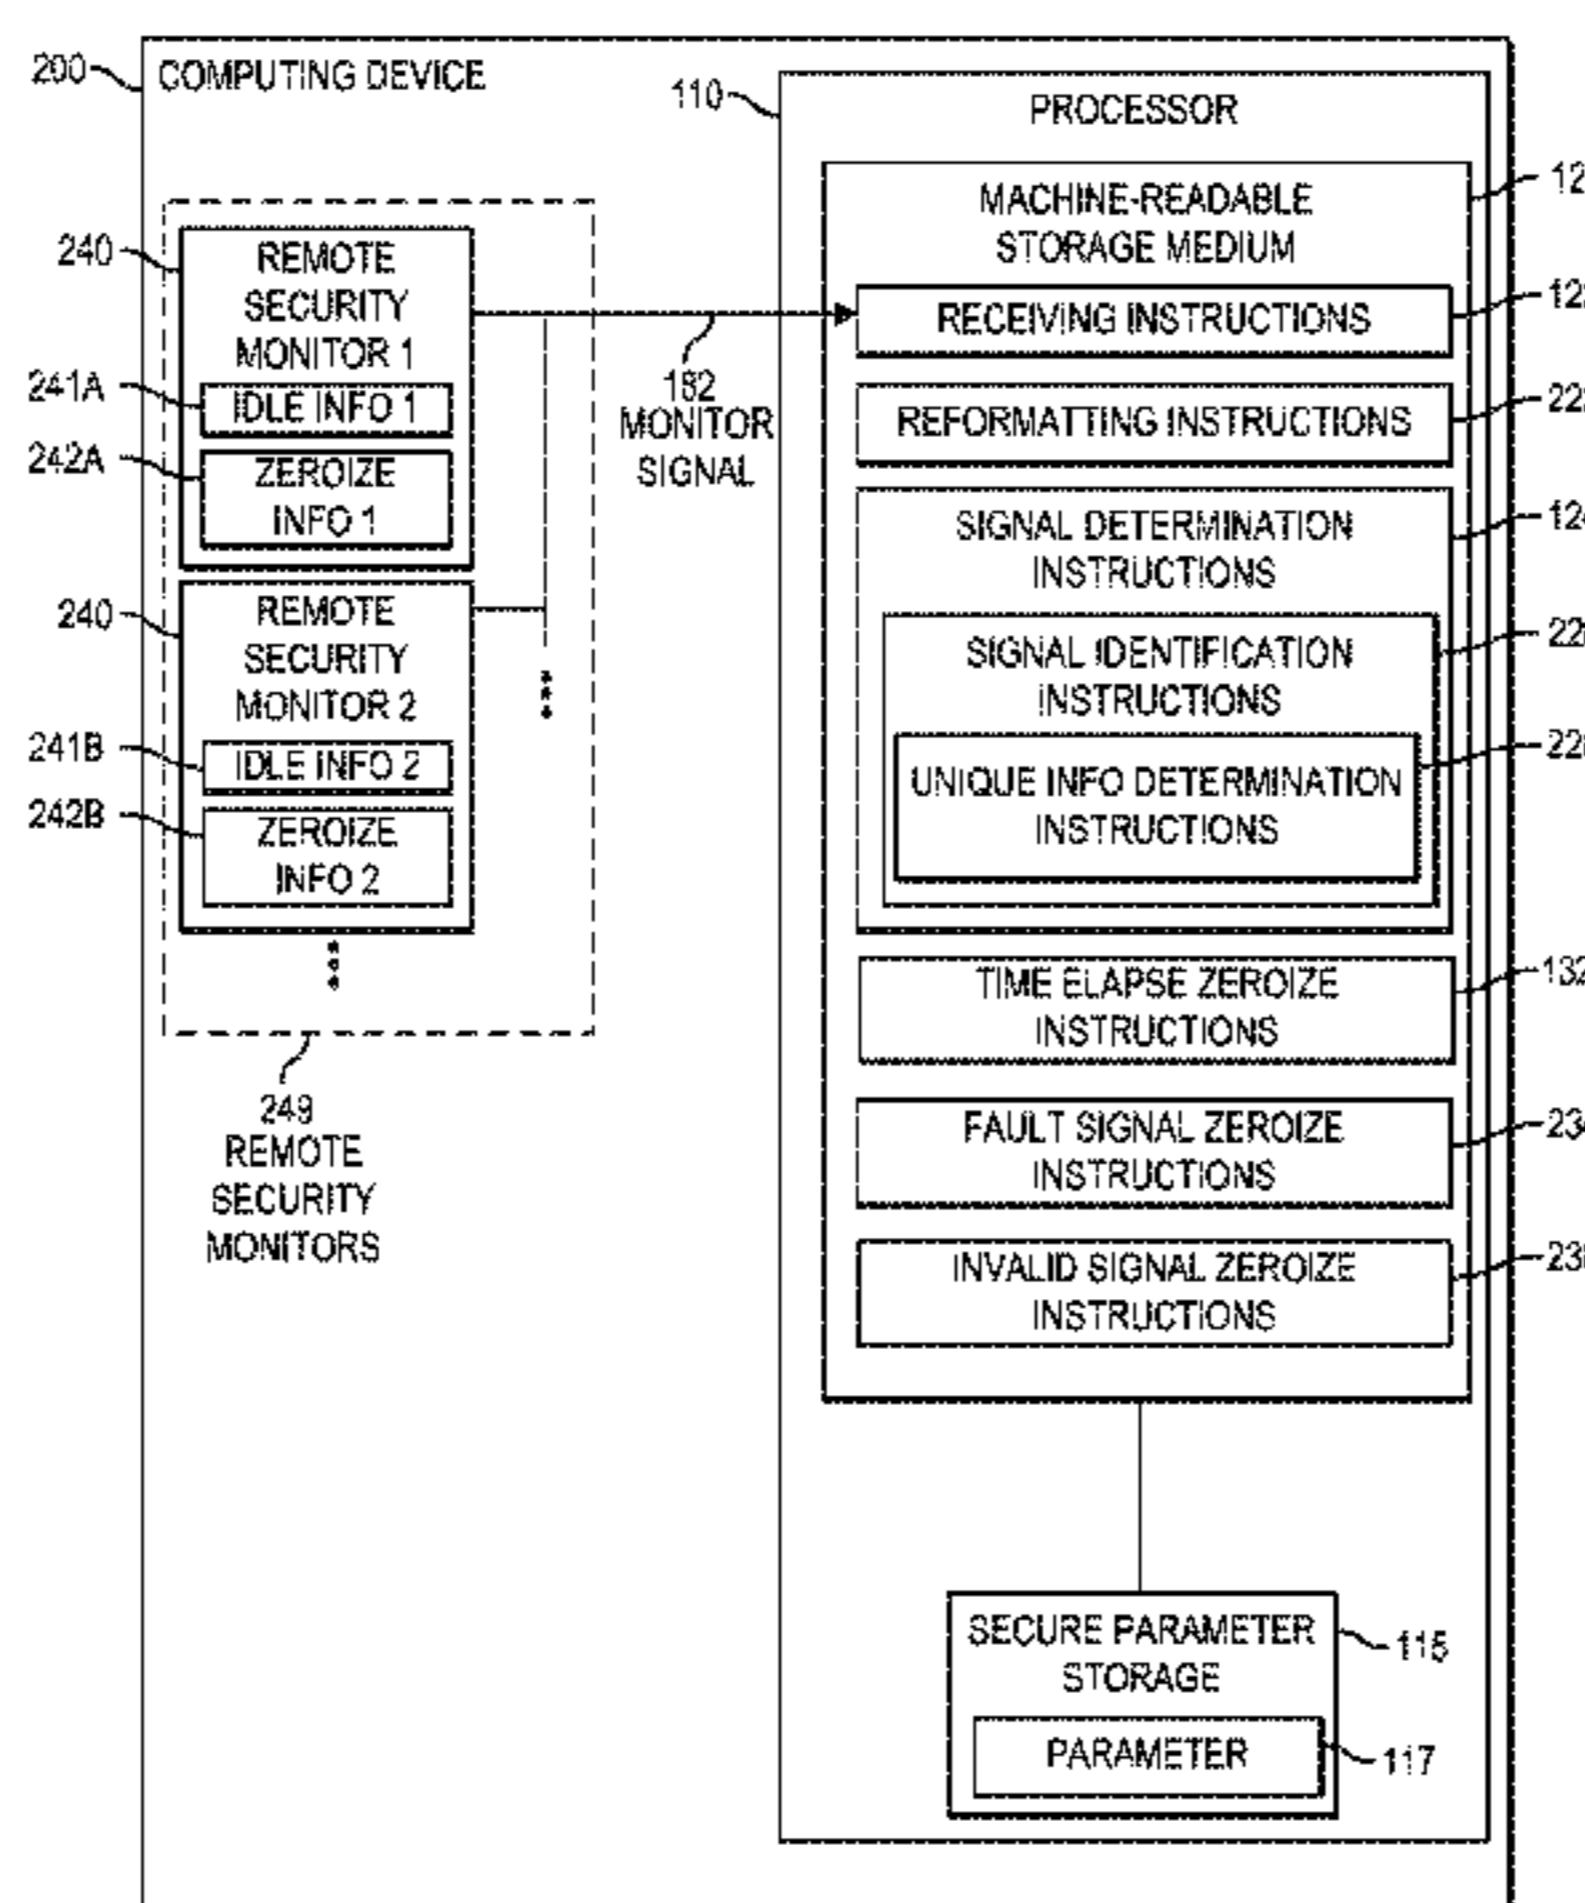 200
COMPUTING DEVICE
110
PROCESSOR
MACHINE-READABLE
STORAGE MEDIUM
240
REMOTE
SECURITY
MONITOR 1
241A
IDLE INFO 1
242A
ZEROIZE
INFO 1
182
MONITOR
SIGNAL
RECEIVING INSTRUCTIONS
REFORMATTING INSTRUCTIONS
SIGNAL DETERMINATION
INSTRUCTIONS
SIGNAL IDENTIFICATION
INSTRUCTIONS
UNIQUE INFO DETERMINATION
INSTRUCTIONS
240
REMOTE
SECURITY
MONITOR 2
241B
IDLE INFO 2
242B
ZEROIZE
INFO 2
TIME ELAPSE ZEROIZE
INSTRUCTIONS
132
FAULT SIGNAL ZEROIZE
INSTRUCTIONS
INVALID SIGNAL ZEROIZE
INSTRUCTIONS
249
REMOTE
SECURITY
MONITORS
SECURE PARAMETER
STORAGE
115
PARAMETER
117